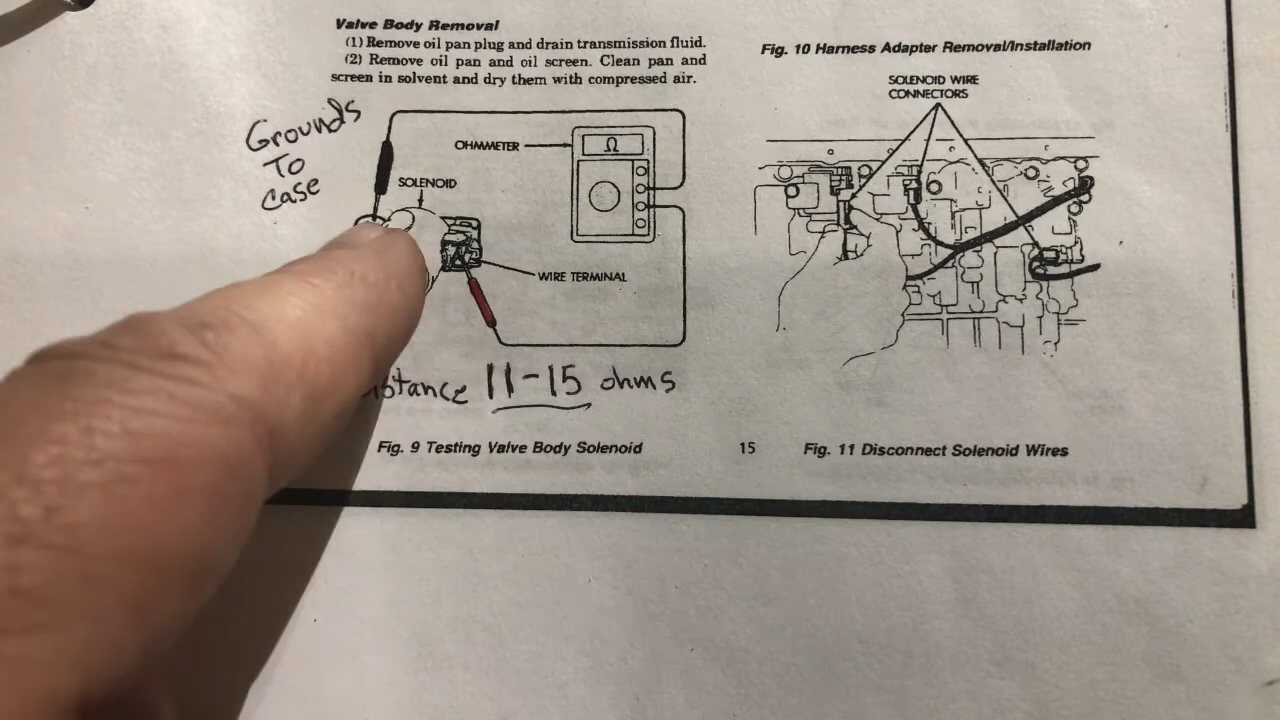 Valve Body Removal
(1) Remove oil pan plug and drain transmission fluid.
(2) Remove oil pan and oil screen. Clean pan and
screen in solvent and dry them with compressed air.
Grounds
To
case
OHMMETER
Ω
SOLENOID
WIRE TERMINAL
11-15 ohms
Fig. 9 Testing Valve Body Solenoid
Fig. 10 Harness Adapter Removal/Installation
SOLENOID WIRE
CONNECTORS
15
Fig. 11 Disconnect Solenoid Wires